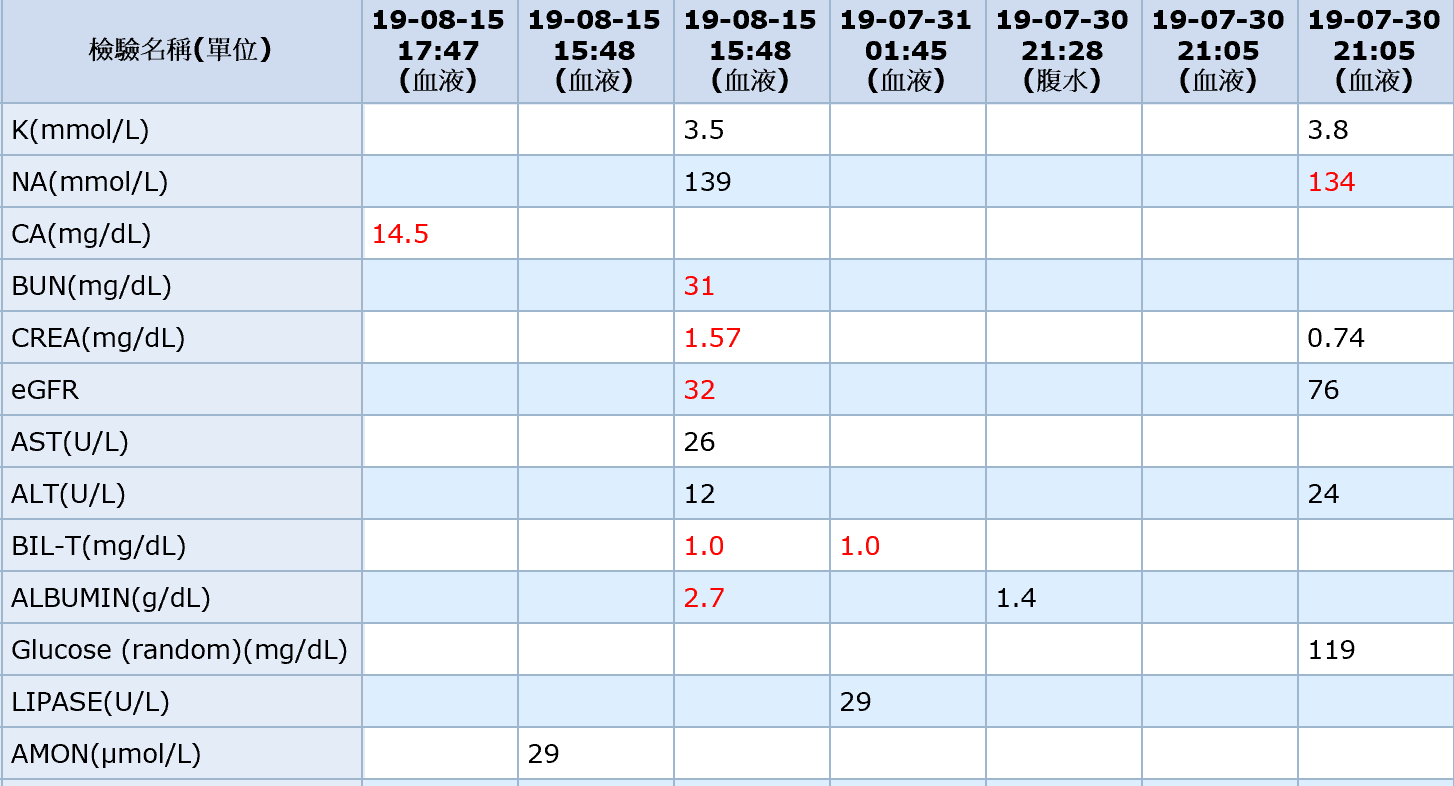 檢驗名稱(單位) 19-08-15 17:47 (血液) 19-08-15 15:48 (血液) 19-08-15 15:48 (血液) 19-07-31 01:45 (血液) 19-07-30 21:28 (腹水) 19-07-30 21:05 (血液) 19-07-30 21:05 (血液)
K(mmol/L) 3.5 3.8
NA(mmol/L) 139 134
CA(mg/dL) 14.5
BUN(mg/dL) 31
CREA(mg/dL) 1.57 0.74
eGFR 32 76
AST(U/L) 26
ALT(U/L) 12 24
BIL-T(mg/dL) 1.0 1.0
ALBUMIN(g/dL) 2.7 1.4
Glucose (random)(mg/dL) 119
LIPASE(U/L) 29
AMON(μmol/L) 29